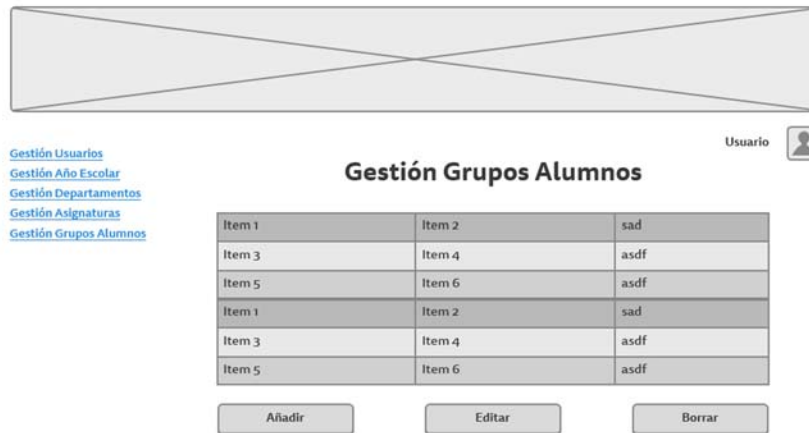 Usuario
Gestión Usuarios
Gestión Año Escolar
Gestión Departamentos
Gestión Asignaturas
Gestión Grupos Alumnos
Gestión Grupos Alumnos
Item 1 Item 2 sad
Item 3 Item 4 asdf
Item 5 Item 6 asdf
Item 1 Item 2 sad
Item 3 Item 4 asdf
Item 5 Item 6 asdf
Añadir Editar Borrar